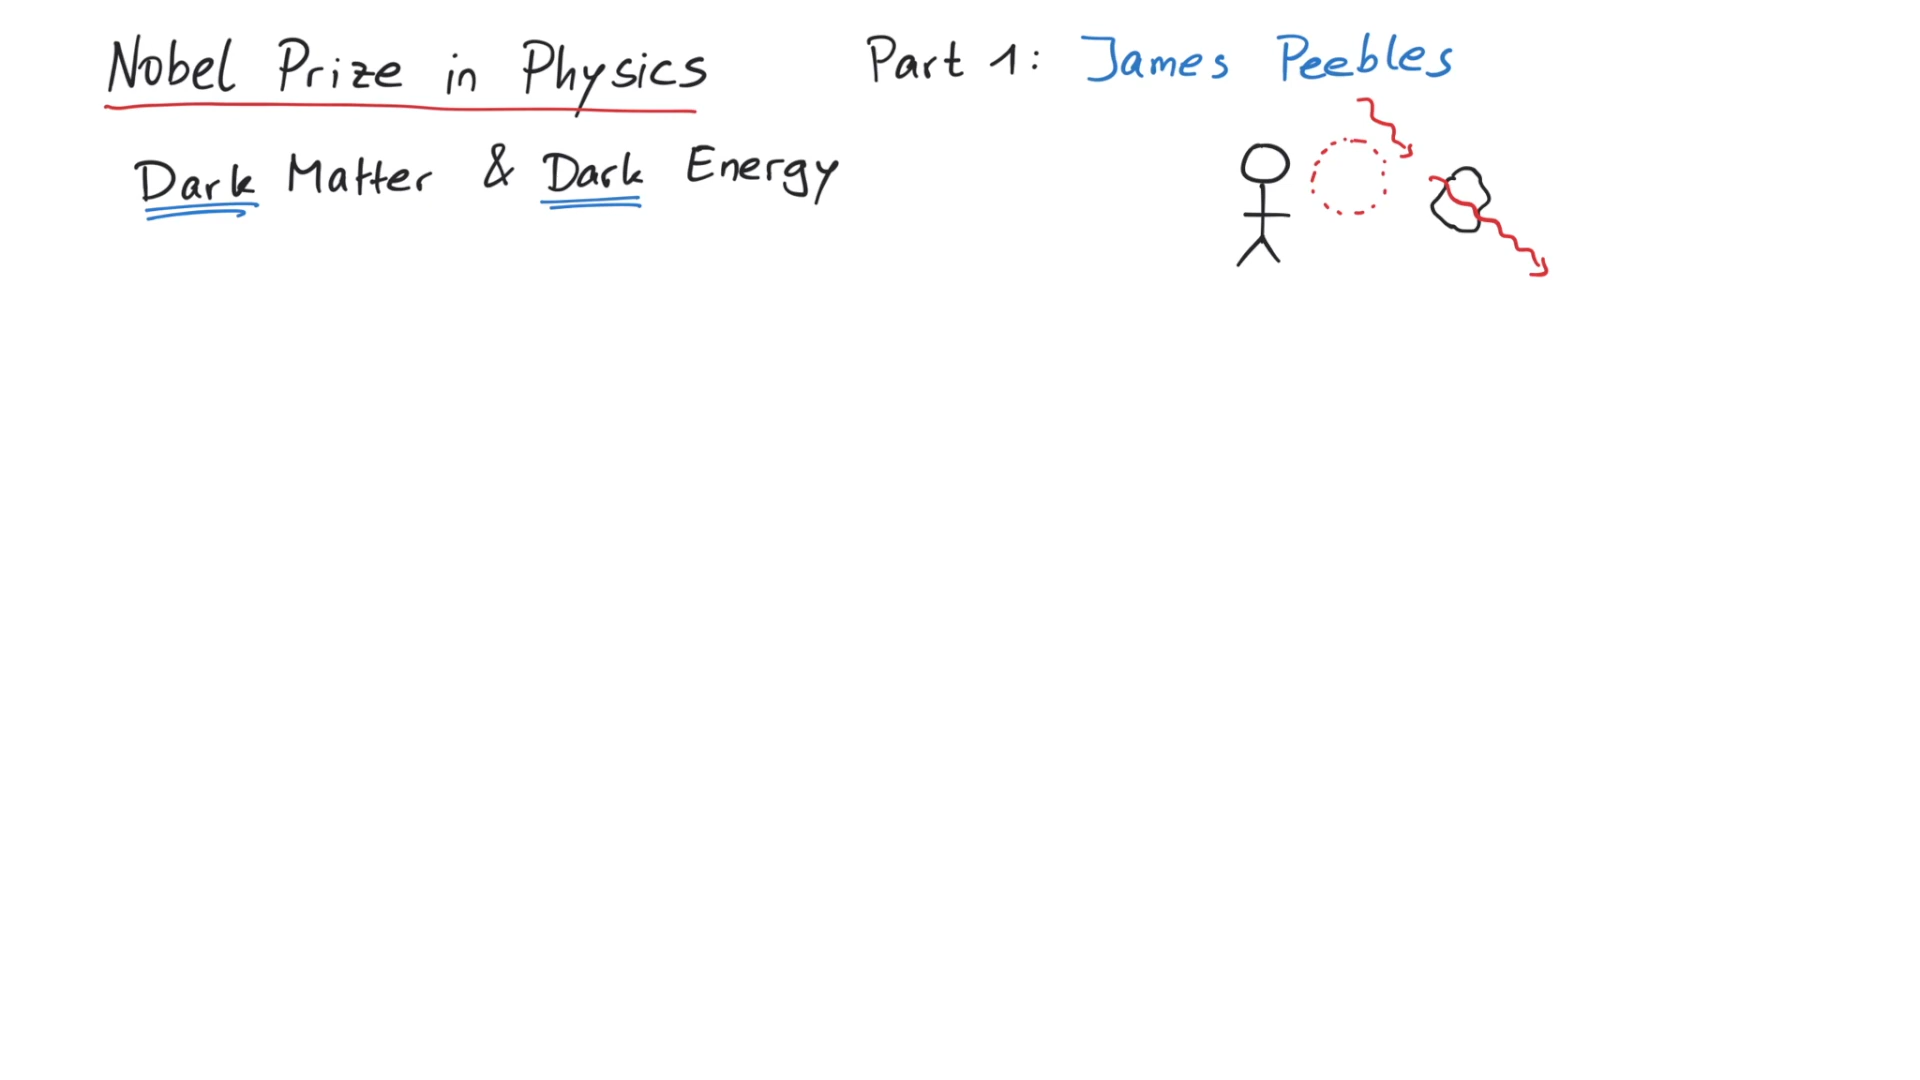 Nobel Prize in Physics
Part 1: James Peebles
Dark Matter & Dark Energy